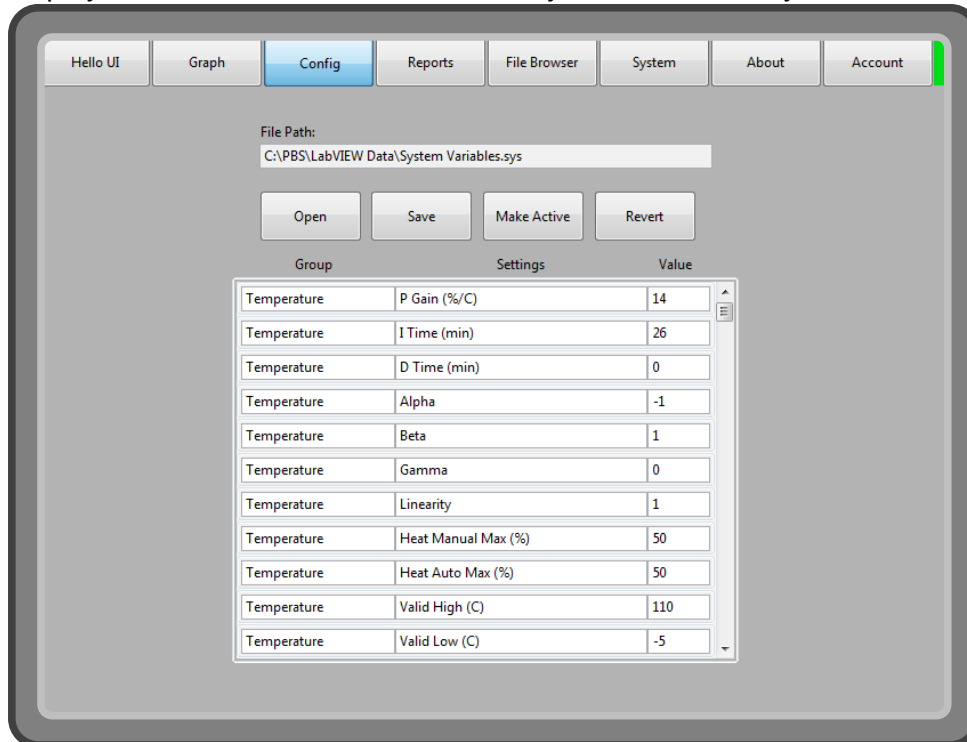 Hello UI Graph Config Reports File Browser System About Account
File Path:
C:\PBS\LabVIEW Data\System Variables.sys
Open Save Make Active Revert
Group Settings Value
Temperature P Gain (%/C) 14
Temperature I Time (min) 26
Temperature D Time (min) 0
Temperature Alpha -1
Temperature Beta 1
Temperature Gamma 0
Temperature Linearity 1
Temperature Heat Manual Max (%) 50
Temperature Heat Auto Max (%) 50
Temperature Valid High (C) 110
Temperature Valid Low (C) -5